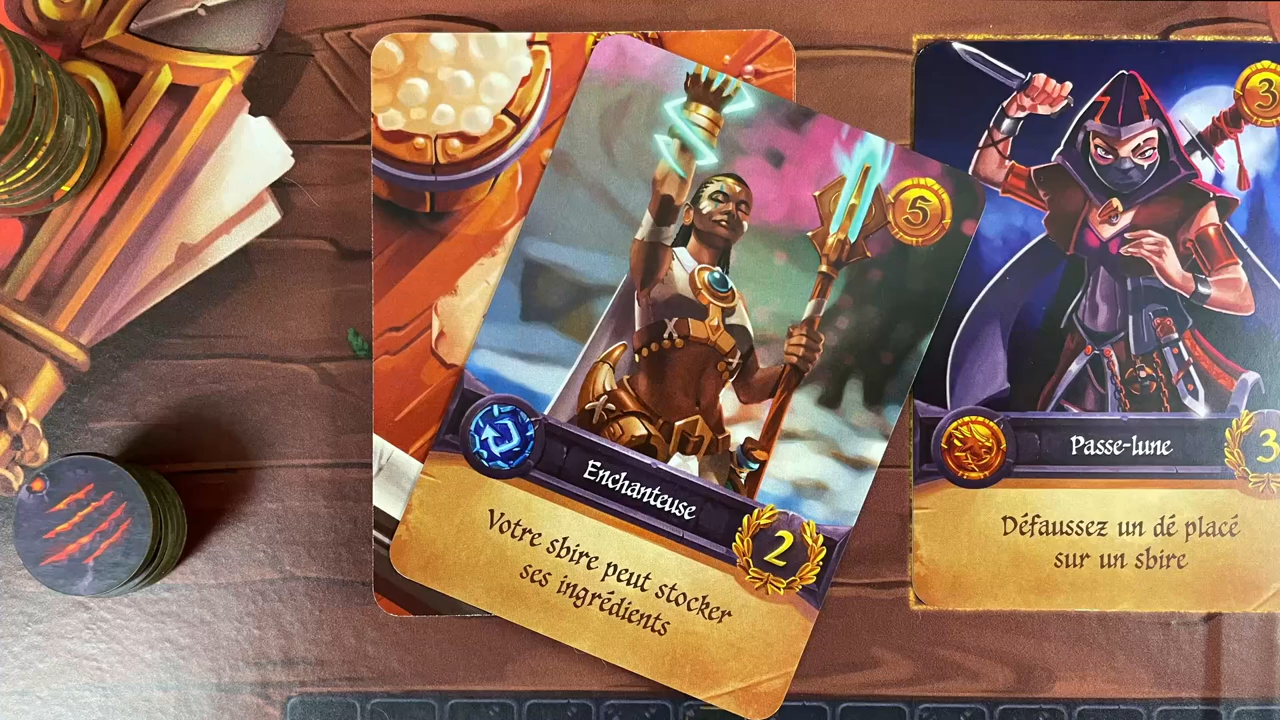 5
Enchanteuse
2
Votre sbire peut stocker
ses ingrédients
3
Passe-lune
3
Défaussez un dé placé
sur un sbire